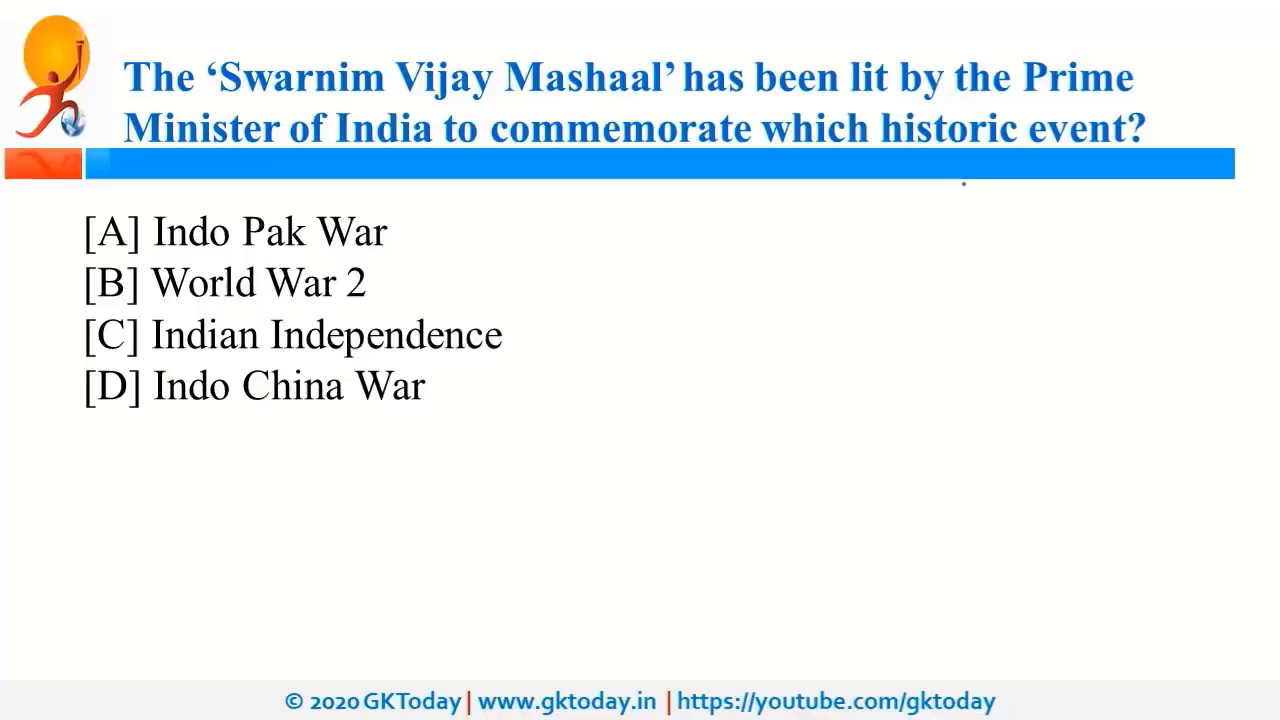 The ‘Swarnim Vijay Mashaal’ has been lit by the Prime
Minister of India to commemorate which historic event?
[A] Indo Pak War
[B] World War 2
[C] Indian Independence
[D] Indo China War
© 2020 GKToday | www.gktoday.in | https://youtube.com/gktoday